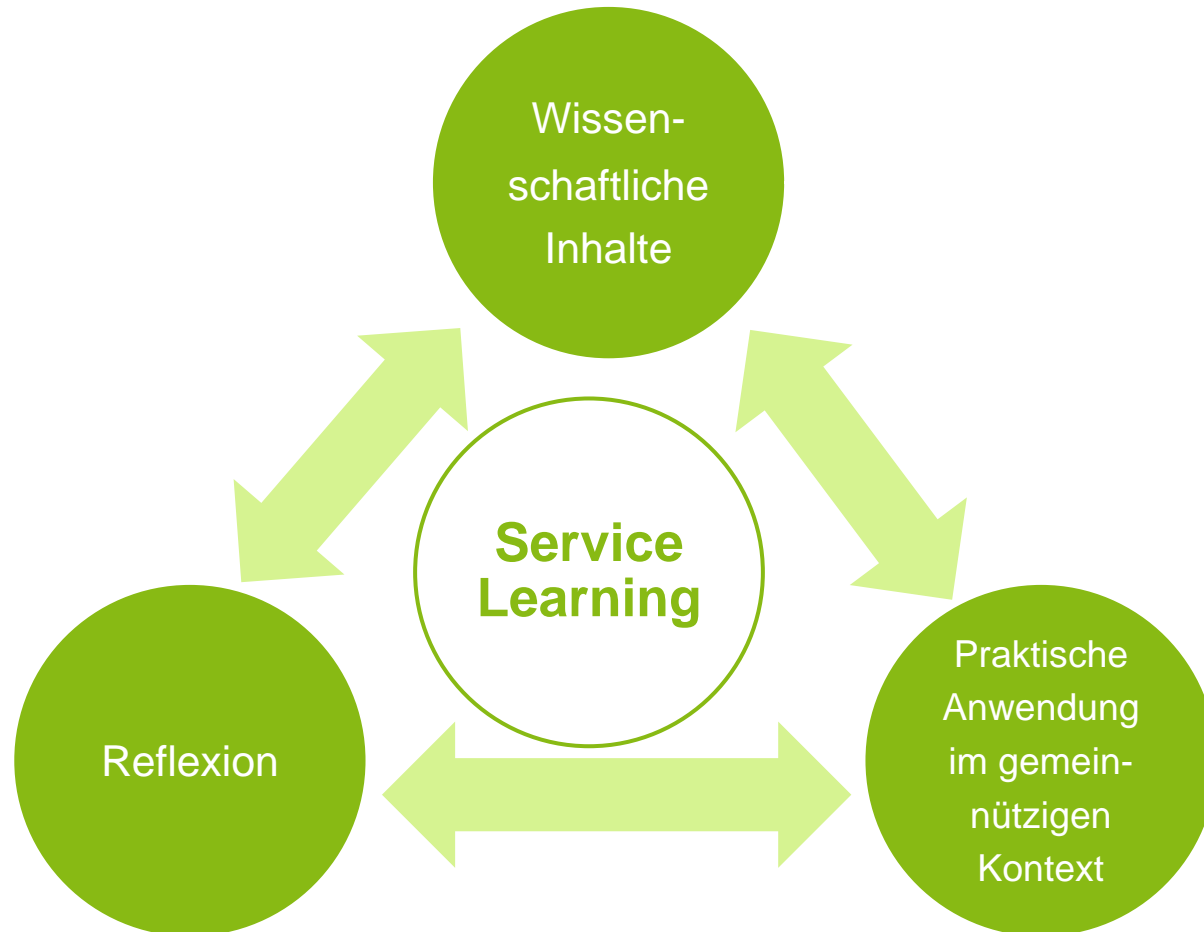 Wissen-
schaftliche
Inhalte
Service
Learning
Reflexion
Praktische
Anwendung
im gemein-
nützigen
Kontext